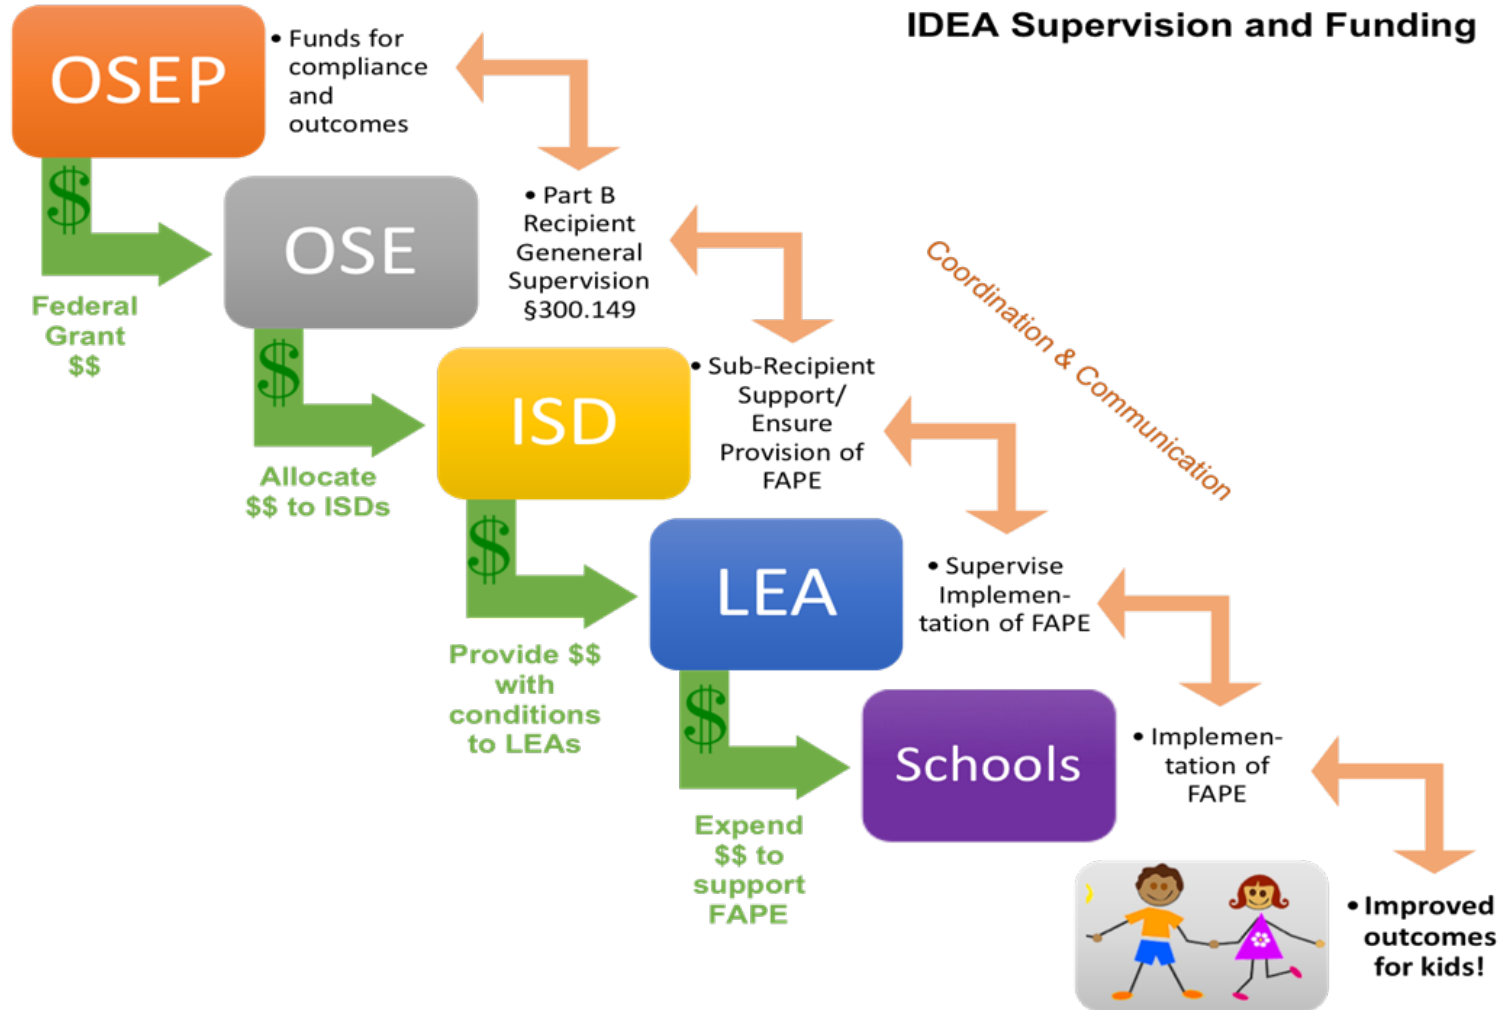 IDEA Supervision and Funding
OSEP
• Funds for
compliance
and
outcomes
$
Federal
Grant
$$
OSE
• Part B
Recipient
Geneneral
Supervision
§300.149
$
Allocate
$$ to ISDs
ISD
• Sub-Recipient
Support/
Ensure
Provision of
FAPE
Coordination & Communication
$
Provide $$
with
conditions
to LEAs
LEA
• Supervise
Implemen-
tation of FAPE
$
Expend
$$ to
support
FAPE
Schools
• Implemen-
tation of
FAPE
• Improved
outcomes
for kids!